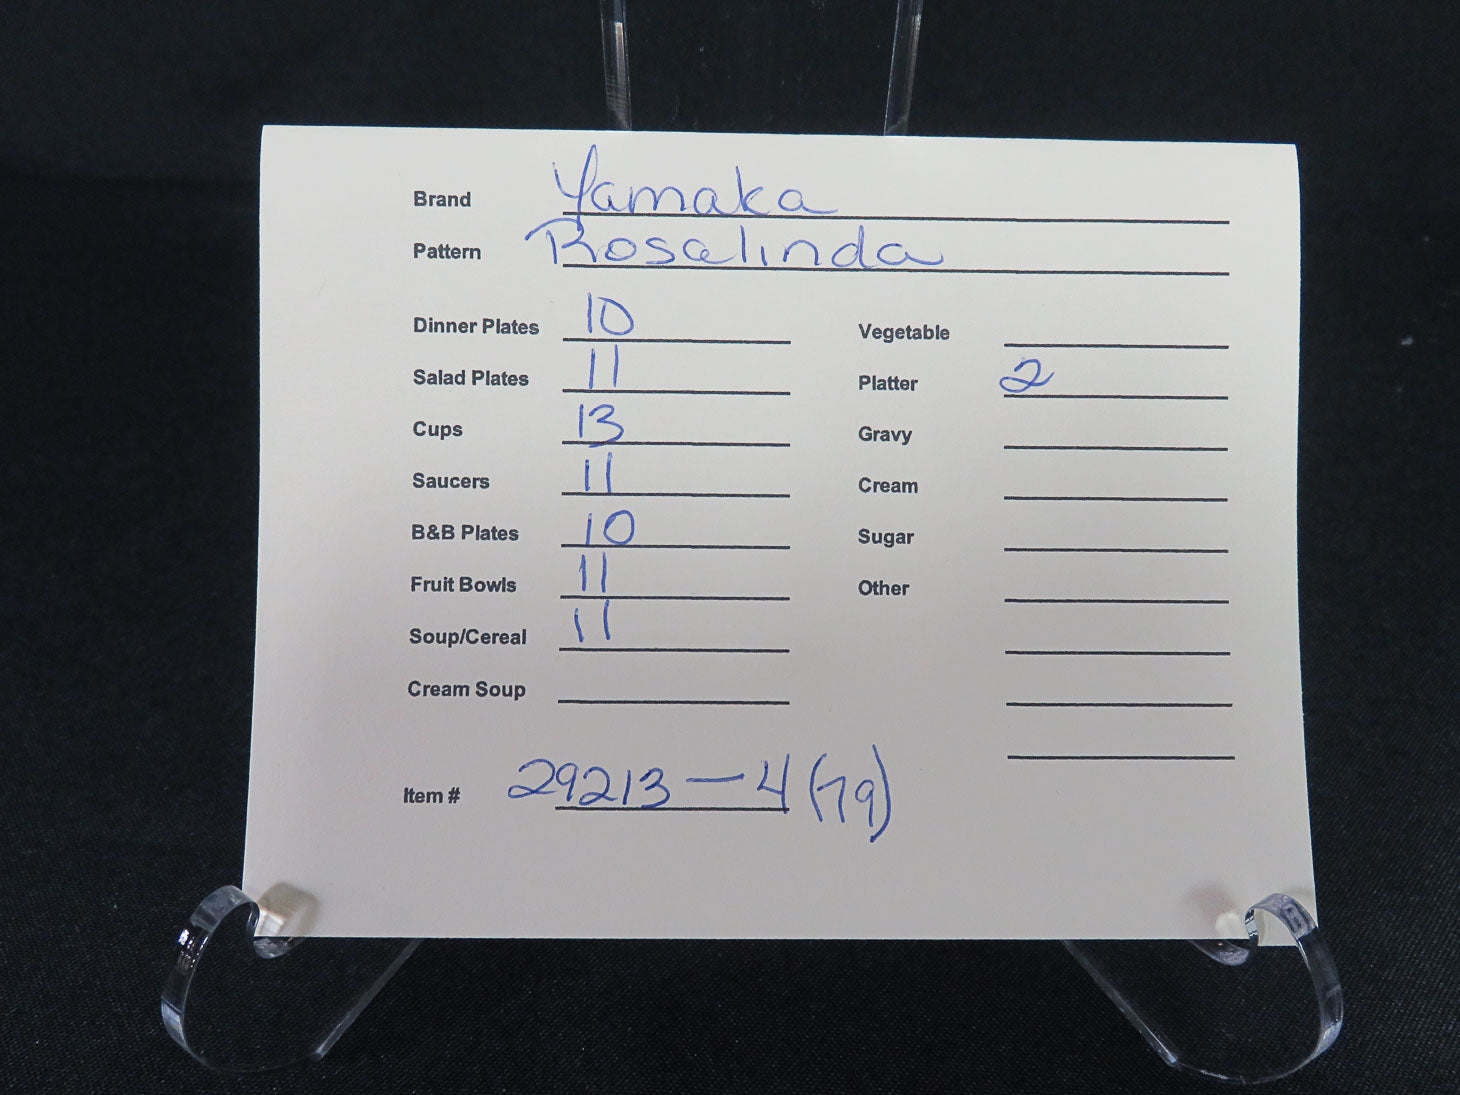 Brand Yamaka
Pattern Rosalinda
Dinner Plates 10
Salad Plates 11
Cups 13
Saucers 11
B&B Plates 10
Fruit Bowls 11
Soup/Cereal 11
Cream Soup
Vegetable
Platter 2
Gravy
Cream
Sugar
Other
Item # 29213-4 (79)